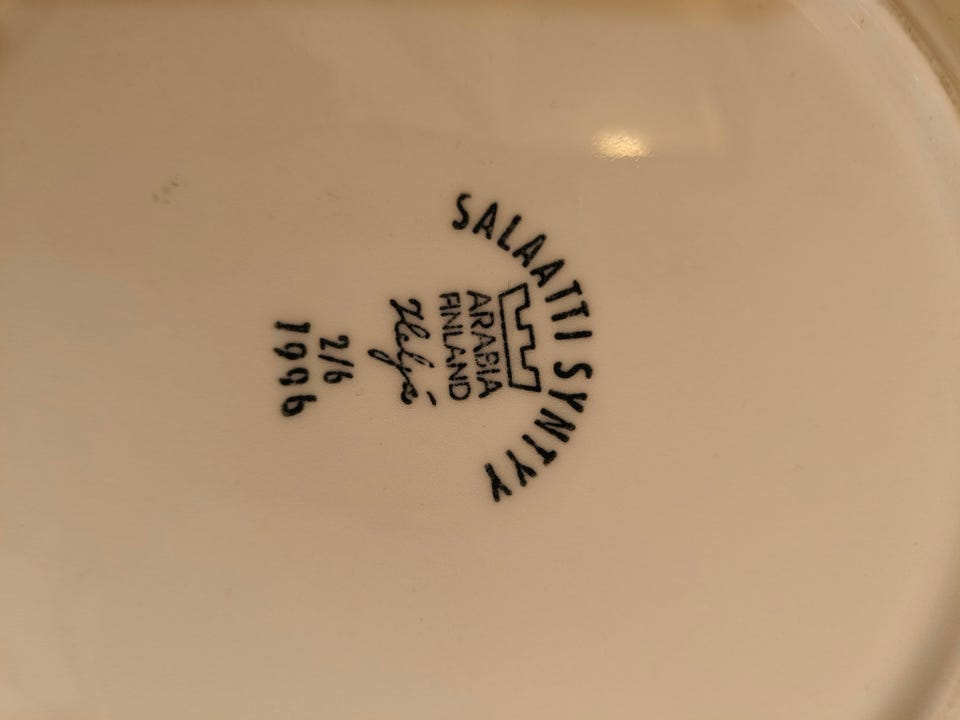 SALAATTI SYNTYY
ARABIA
FINLAND
Heljä
2/6
1996